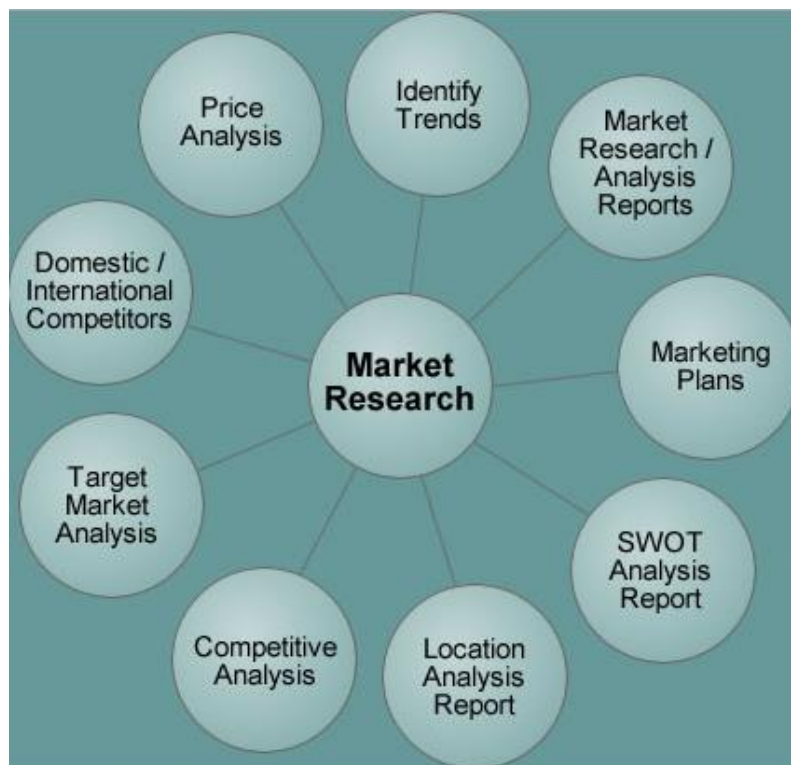 Market
Research
Identify
Trends
Market
Research /
Analysis
Reports
Marketing
Plans
SWOT
Analysis
Report
Location
Analysis
Report
Competitive
Analysis
Target
Market
Analysis
Domestic /
International
Competitors
Price
Analysis